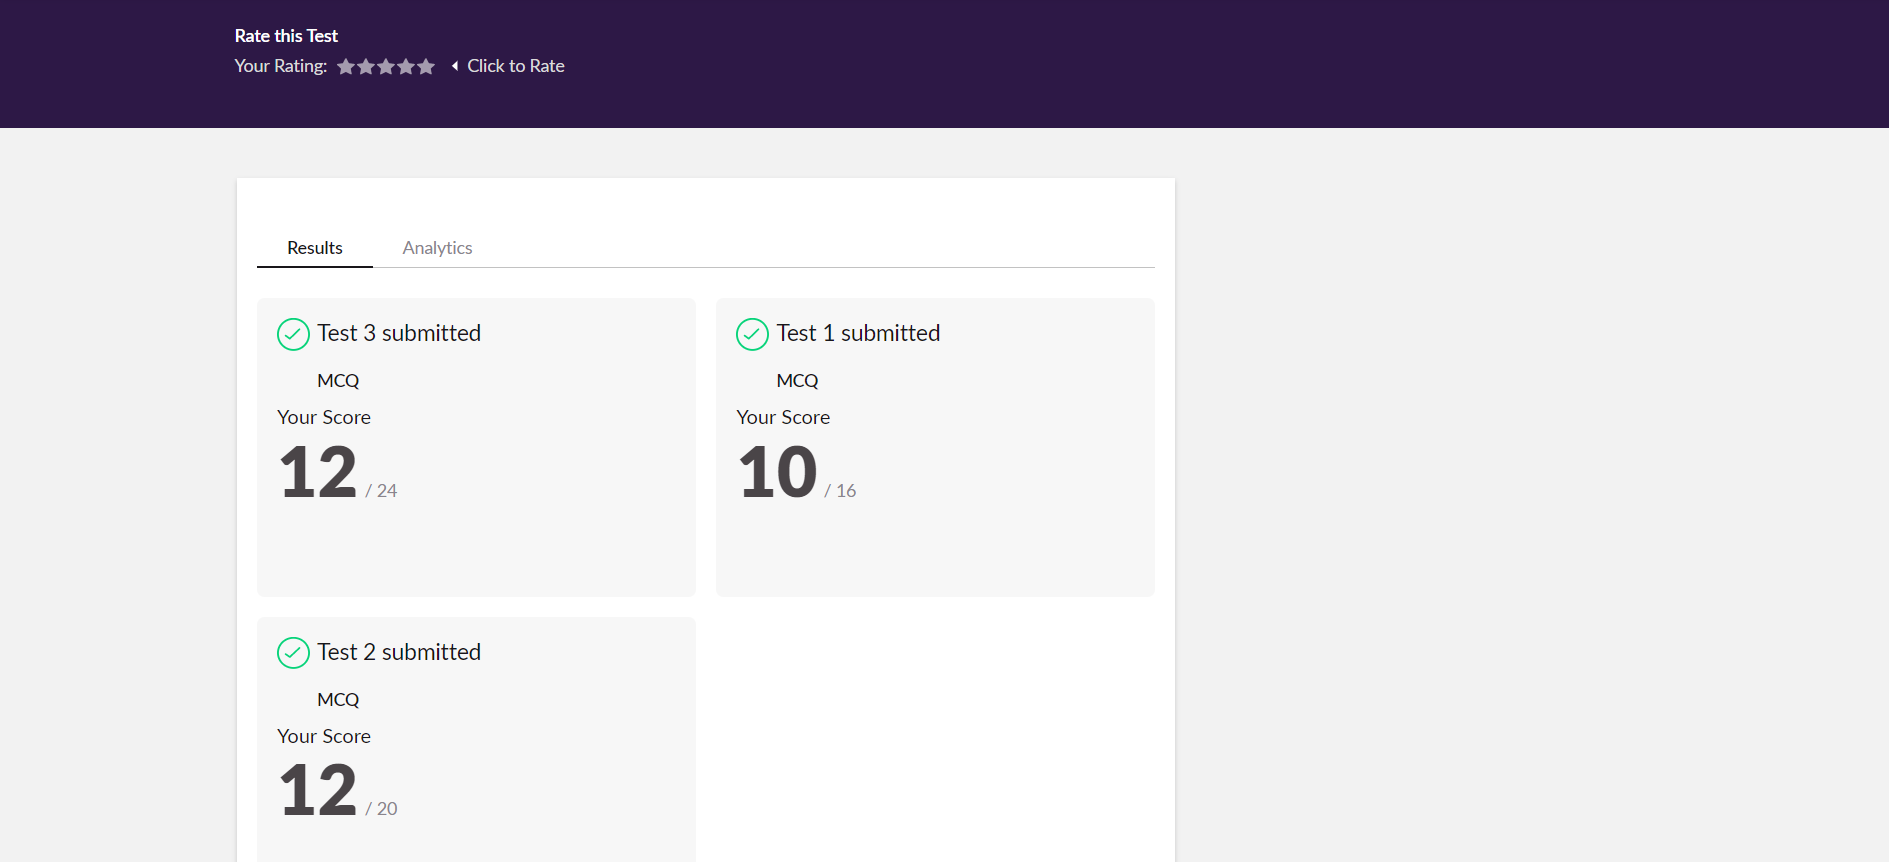 Rate this Test
Your Rating: Click to Rate
Results Analytics
Test 3 submitted
MCQ
Your Score
12 / 24
Test 1 submitted
MCQ
Your Score
10 / 16
Test 2 submitted
MCQ
Your Score
12 / 20